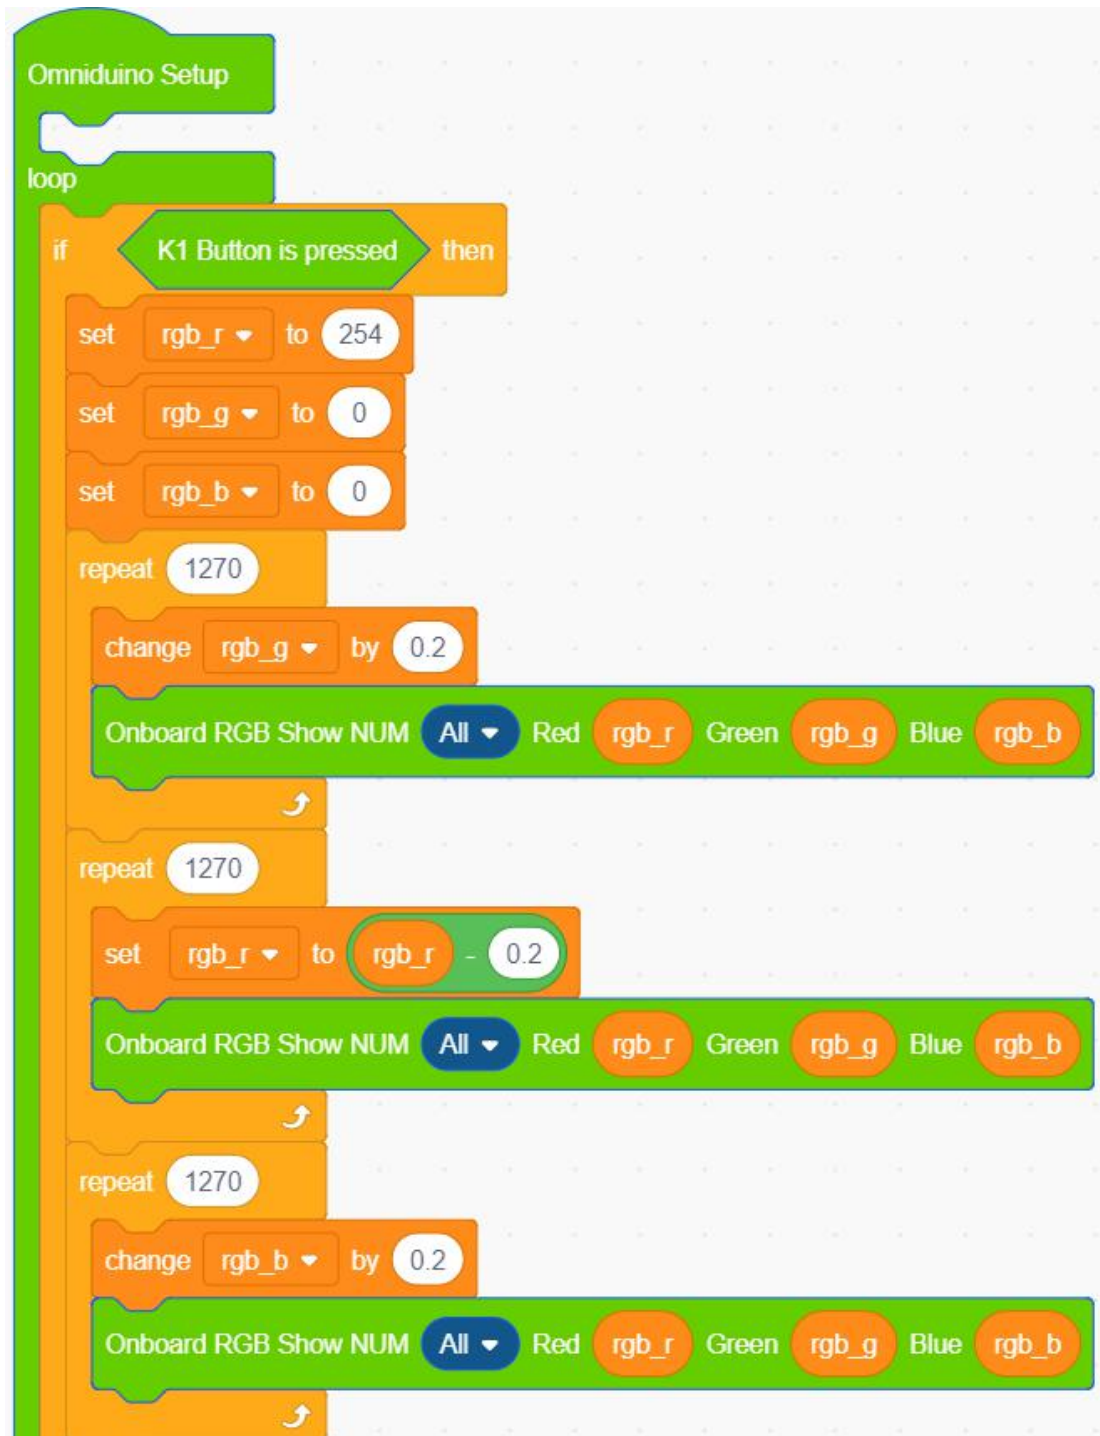 Omniduino Setup
loop
if K1 Button is pressed then
set rgb_r to 254
set rgb_g to 0
set rgb_b to 0
repeat 1270
change rgb_g by 0.2
Onboard RGB Show NUM All Red rgb_r Green rgb_g Blue rgb_b
repeat 1270
set rgb_r to rgb_r - 0.2
Onboard RGB Show NUM All Red rgb_r Green rgb_g Blue rgb_b
repeat 1270
change rgb_b by 0.2
Onboard RGB Show NUM All Red rgb_r Green rgb_g Blue rgb_b